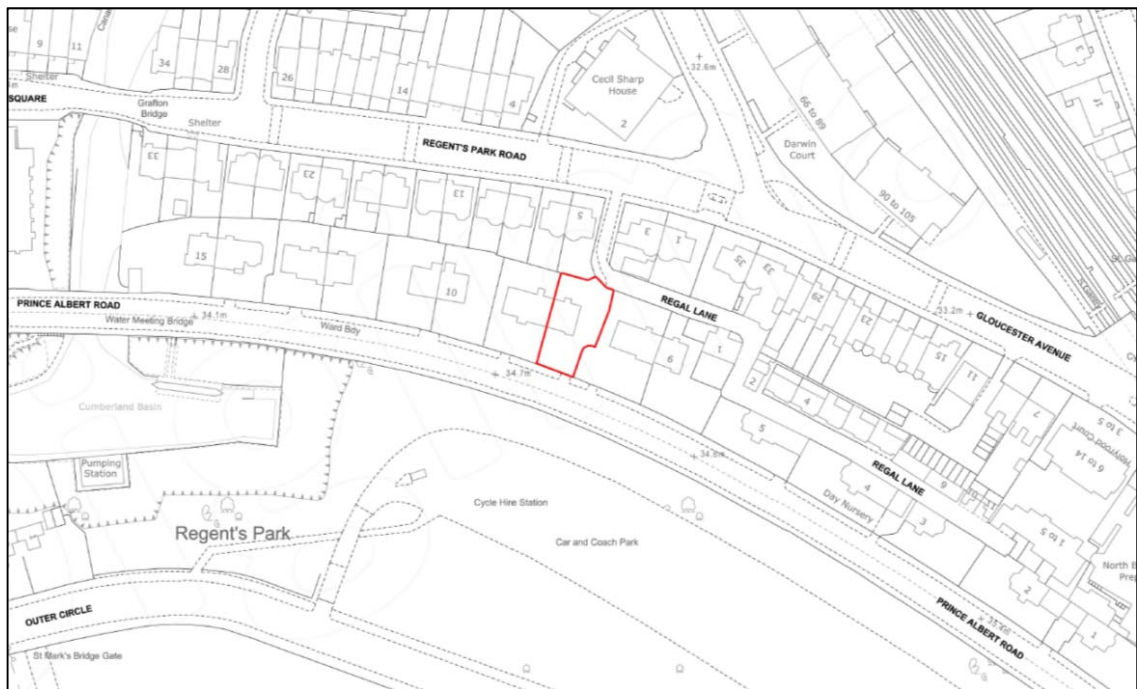 9
11
Shelter
34
28
26
14
4
SQUARE
Grafton
Bridge
Shelter
Cecil Sharp
House
2
32.6m
66 to 89
Darwin
Court
90 to 105
REGENT'S PARK ROAD
33
23
13
5
3
1
35
33
29
23
15
11
7
3 to 5
6 to 14
15
10
PRINCE ALBERT ROAD
34.1m
Water Meeting Bridge
Ward Bdy
34.7m
REGAL LANE
33.2m
GLOUCESTER AVENUE
9
1
2
4
5
34.6m
REGAL LANE
9
11
Day Nursery
4
3
1 to 5
2
1
Cumberland Basin
Pumping
Station
Regent's Park
Cycle Hire Station
Car and Coach Park
PRINCE ALBERT ROAD
OUTER CIRCLE
St Mark's Bridge Gate